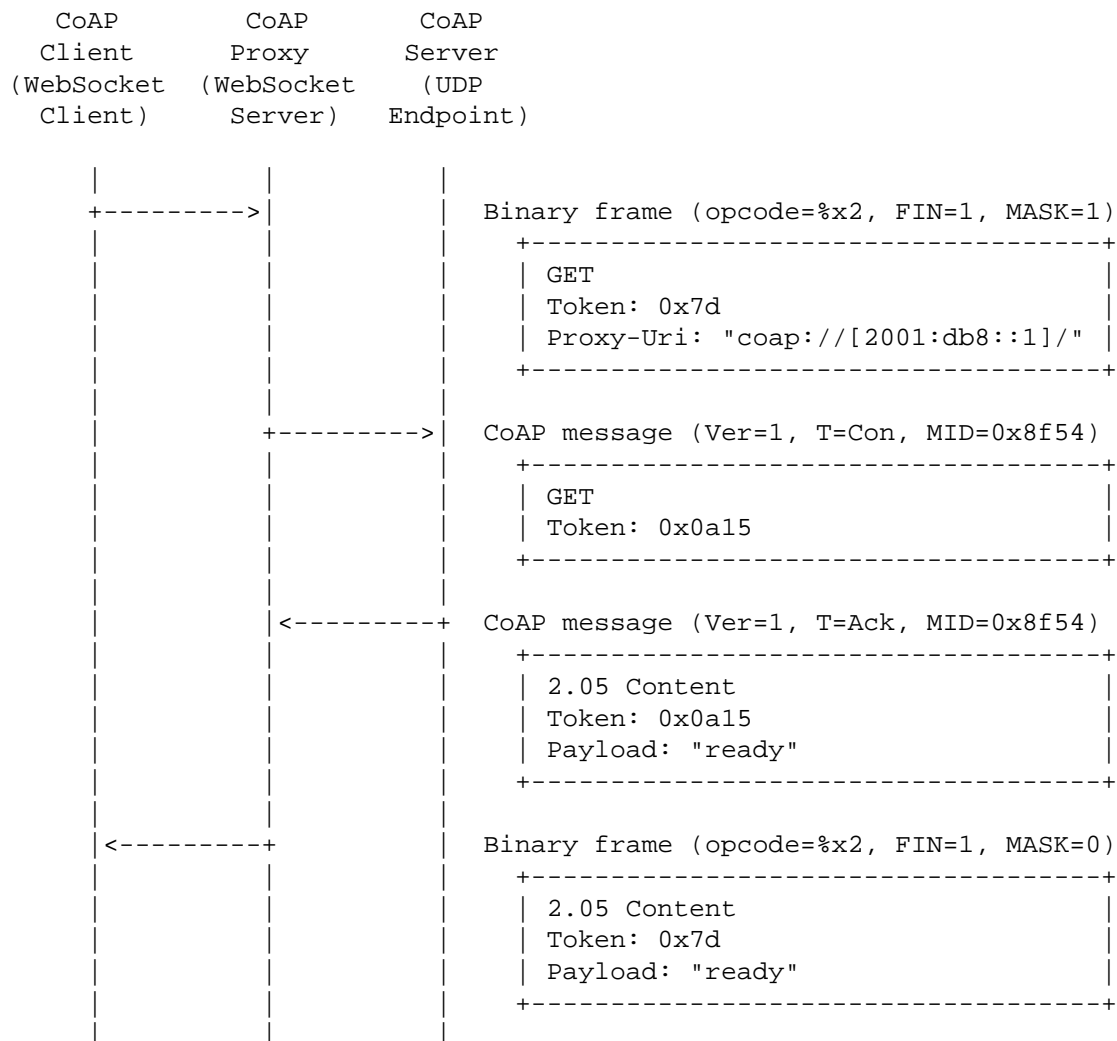 CoAP CoAP CoAP
Client Proxy Server
(WebSocket (WebSocket (UDP
Client) Server) Endpoint)
Binary frame (opcode=%x2, FIN=1, MASK=1)
GET
Token: 0x7d
Proxy-Uri: "coap://[2001:db8::1]/"
CoAP message (Ver=1, T=Con, MID=0x8f54)
GET
Token: 0x0a15
CoAP message (Ver=1, T=Ack, MID=0x8f54)
2.05 Content
Token: 0x0a15
Payload: "ready"
Binary frame (opcode=%x2, FIN=1, MASK=0)
2.05 Content
Token: 0x7d
Payload: "ready"